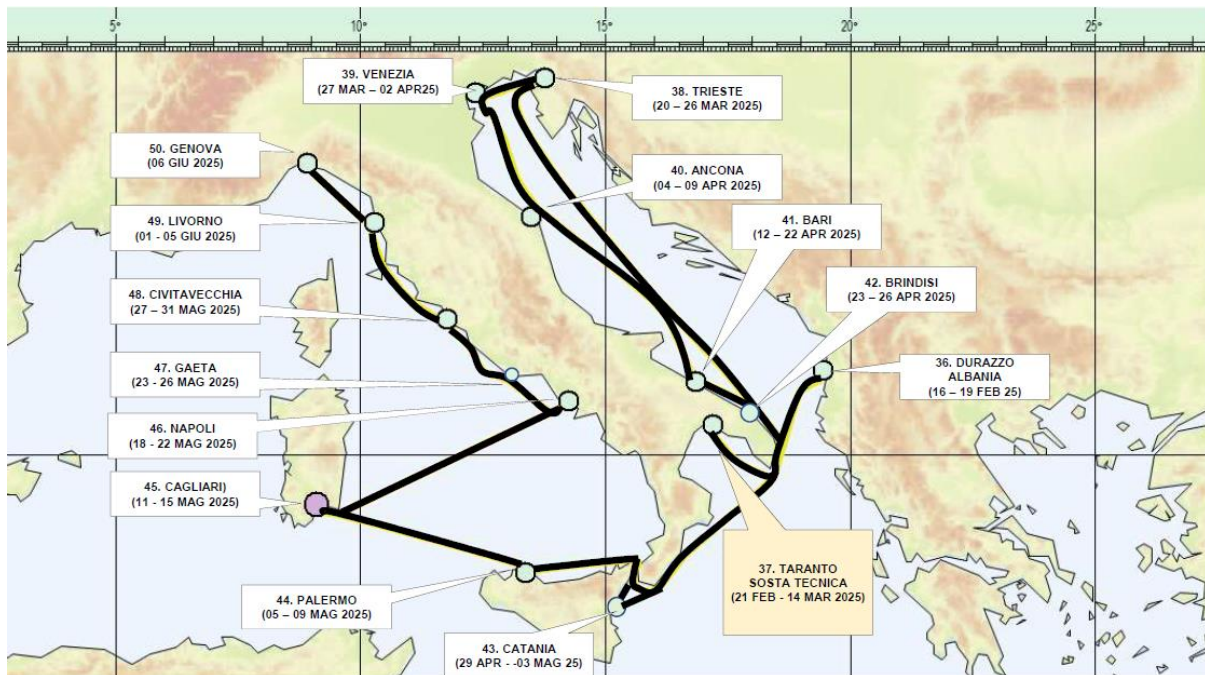 5°
10°
15°
20°
25°
39. VENEZIA
(27 MAR – 02 APR25)
38. TRIESTE
(20 – 26 MAR 2025)
50. GENOVA
(06 GIU 2025)
40. ANCONA
(04 – 09 APR 2025)
49. LIVORNO
(01 - 05 GIU 2025)
41. BARI
(12 – 22 APR 2025)
42. BRINDISI
(23 – 26 APR 2025)
48. CIVITAVECCHIA
(27 – 31 MAG 2025)
47. GAETA
(23 - 26 MAG 2025)
36. DURAZZO
ALBANIA
(16 – 19 FEB 25)
46. NAPOLI
(18 - 22 MAG 2025)
45. CAGLIARI)
(11 - 15 MAG 2025)
37. TARANTO
SOSTA TECNICA
(21 FEB - 14 MAR 2025)
44. PALERMO
(05 – 09 MAG 2025)
43. CATANIA
(29 APR - -03 MAG 25)